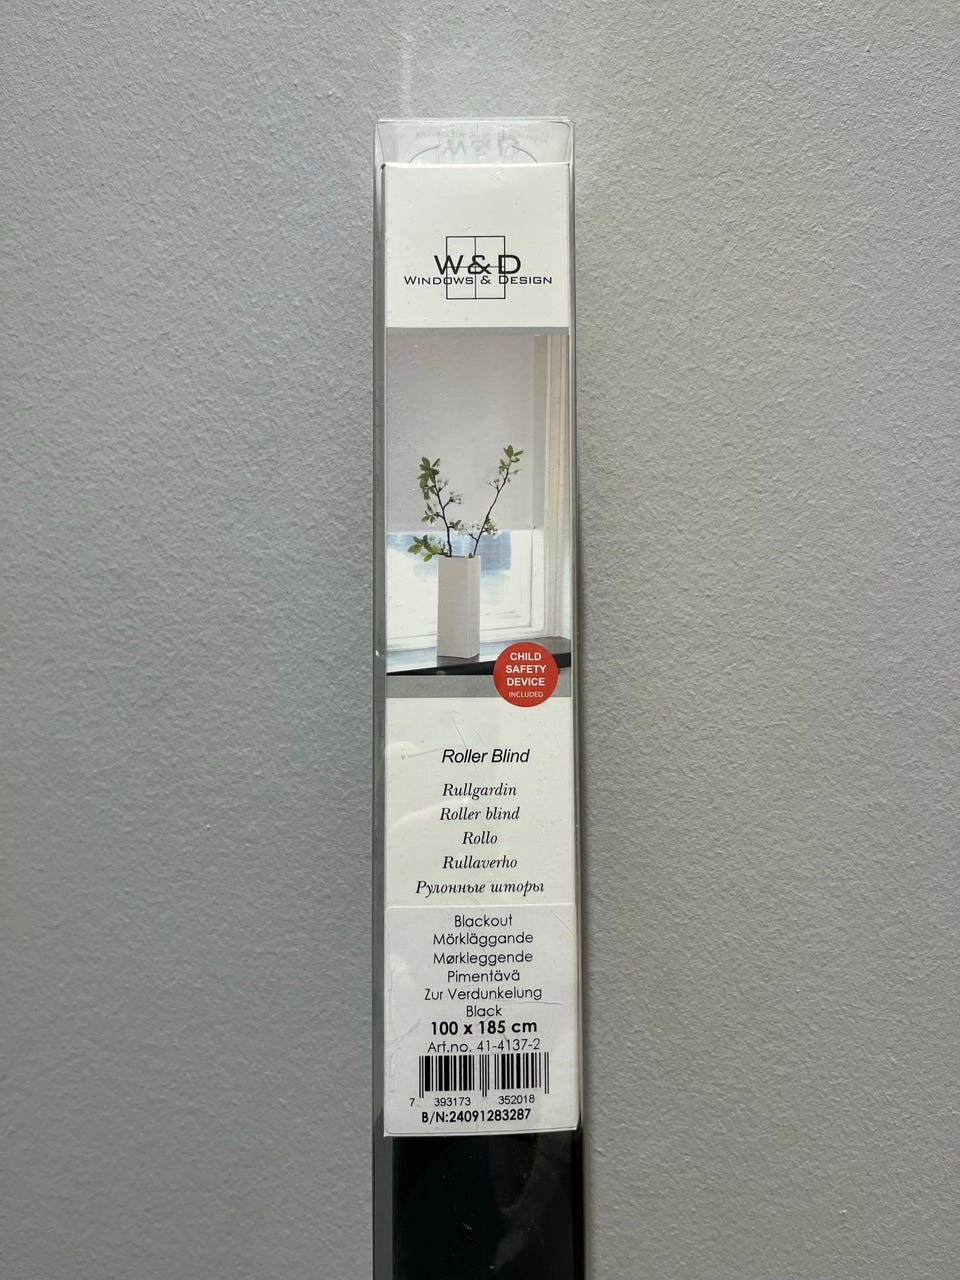 W&D
WINDOWS & DESIGN
CHILD
SAFETY
DEVICE
INCLUDED
Roller Blind
Rullgardin
Roller blind
Rollo
Rullaverho
Рулонные шторы
Blackout
Mörkläggande
Mørkleggende
Pimentävä
Zur Verdunkelung
Black
100 x 185 cm
Art.no. 41-4137-2
7 393173 352018
B/N:24091283287